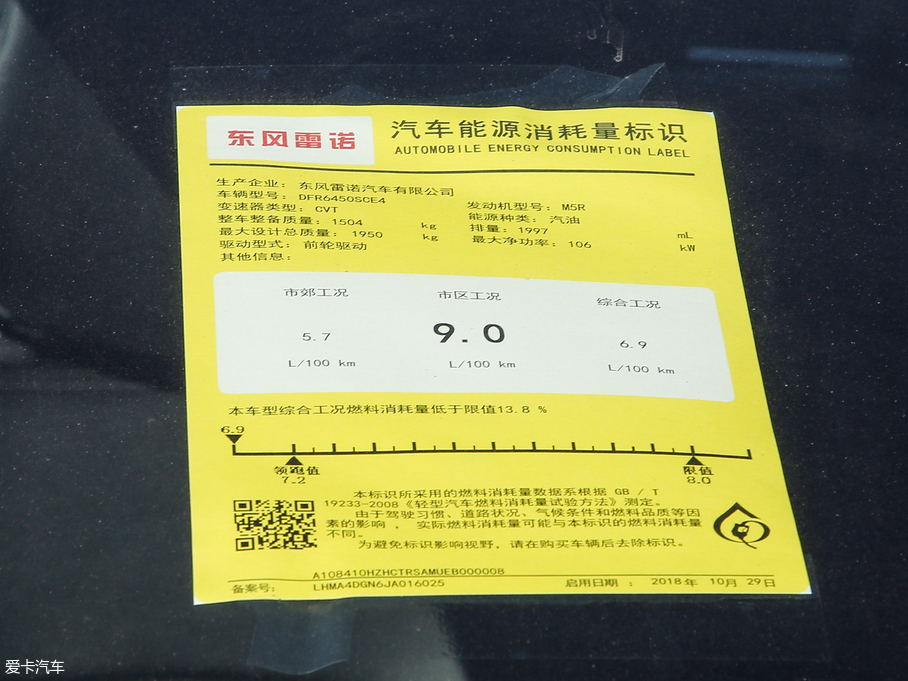 东风雷诺
汽车能源消耗量标识
AUTOMOBILE ENERGY CONSUMPTION LABEL
生产企业: 东风雷诺汽车有限公司
车辆型号: DFR6450SCE4
发动机型号: M5R
变速器类型: CVT
能源种类: 汽油
整车整备质量: 1504 kg
排量: 1997 mL
最大设计总质量: 1950 kg
最大净功率: 106 kW
驱动型式: 前轮驱动
其他信息:
市郊工况 市区工况 综合工况
5.7 9.0 6.9
L/100 km L/100 km L/100 km
本车型综合工况燃料消耗量低于限值13.8 %
6.9
领跑值 限值
7.2 8.0
本标识所采用的燃料消耗量数据系根据 GB / T
19233-2008《轻型汽车燃料消耗量试验方法》测定。
由于驾驶习惯、道路状况、气候条件和燃料品质等因
素的影响 , 实际燃料消耗量可能与本标识的燃料消耗量
不同。
为避免标识影响视野, 请在购买车辆后去除标识。
A108410HZHCTRSAMUEB000008
备案号: LHMA4DGN6JA016025 启用日期 : 2018年 10月 29日
爱卡汽车